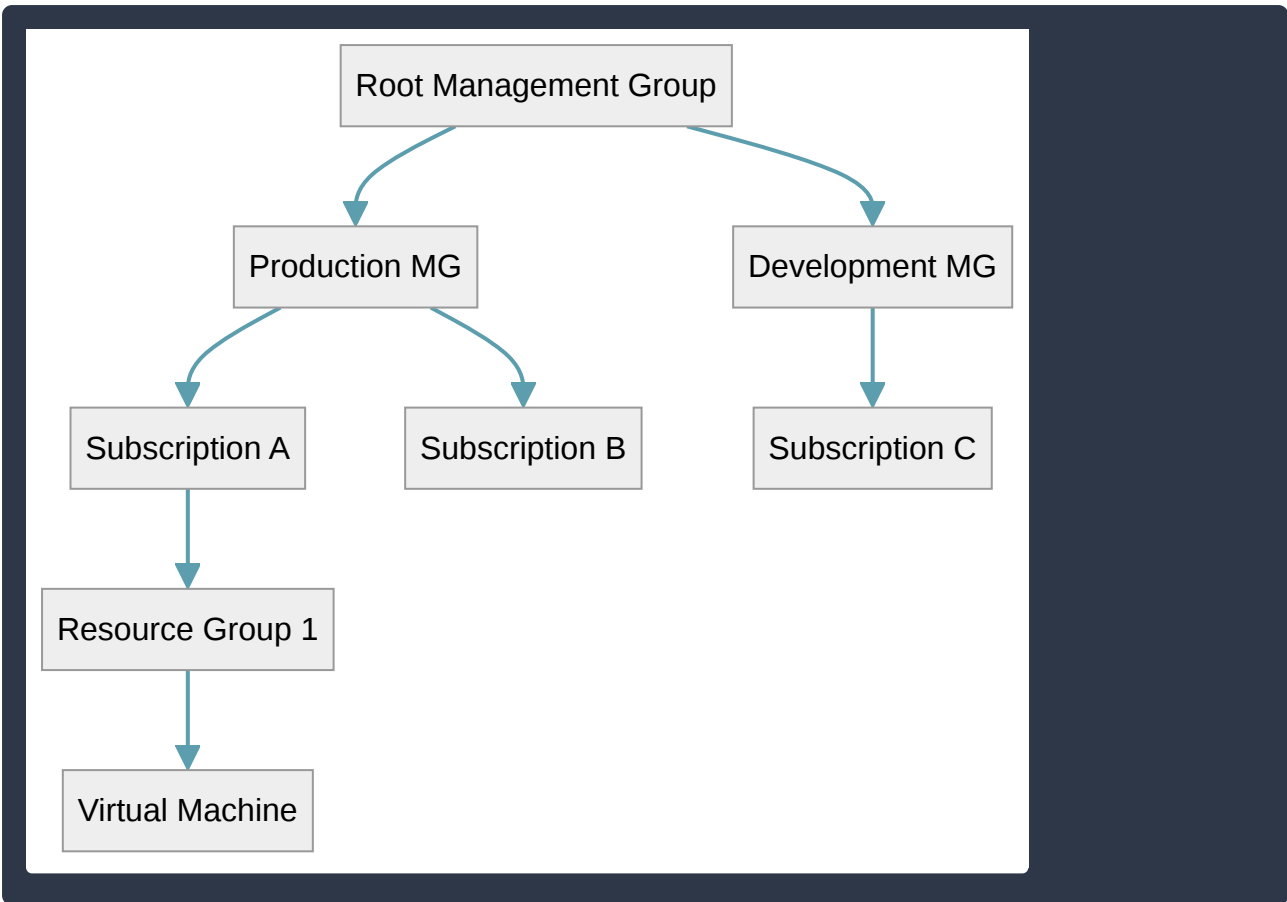 Root Management Group
Production MG
Development MG
Subscription A
Subscription B
Subscription C
Resource Group 1
Virtual Machine